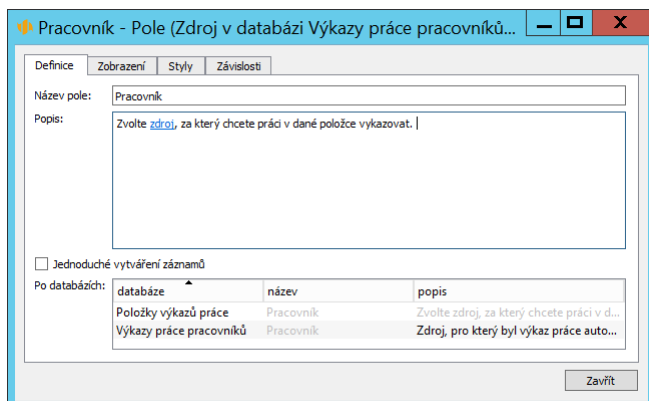 Pracovník - Pole (Zdroj v databázi Výkazy práce pracovníků...
Definice Zobrazení Styly Závislosti
Název pole: Pracovník
Popis: Zvolte zdroj, za který chcete práci v dané položce vykazovat.
Jednoduché vytváření záznamů
Po databázích: databáze název popis
Položky výkazů práce Pracovník Zvolte zdroj, za který chcete práci v d...
Výkazy práce pracovníků Pracovník Zdroj, pro který byl výkaz práce auto...
Zavřít